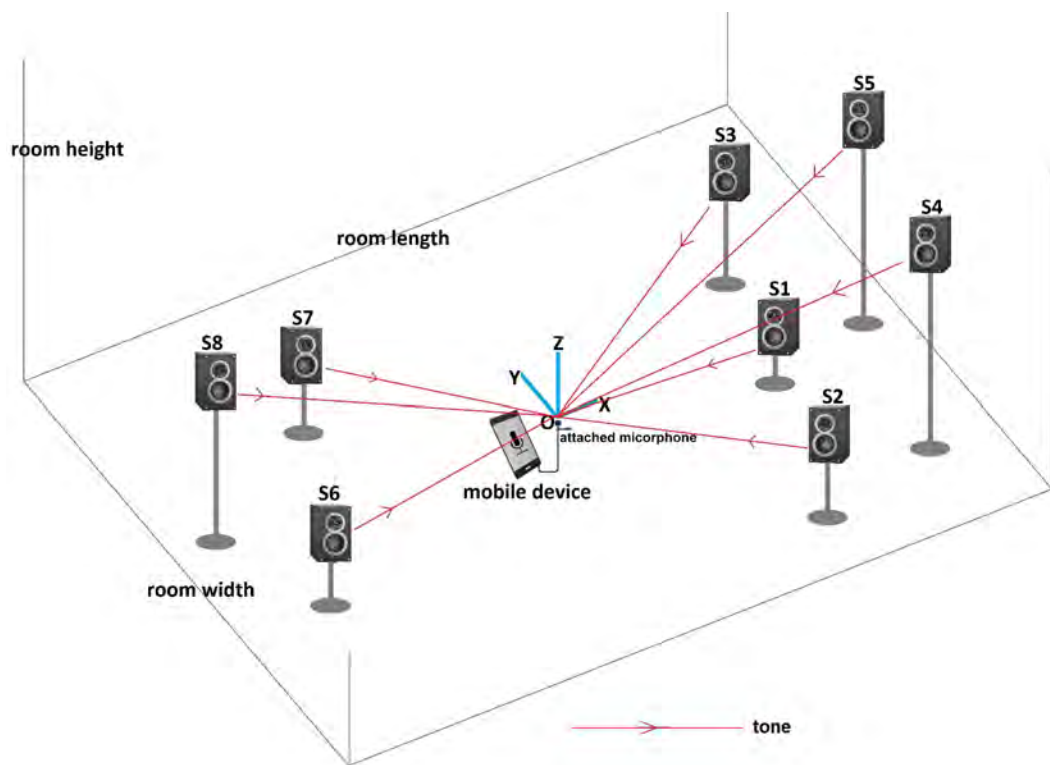 S5
S3
room height
S4
room length
S1
S7
S8
Z
Y
X
S2
O
attached micorphone
mobile device
S6
room width
tone